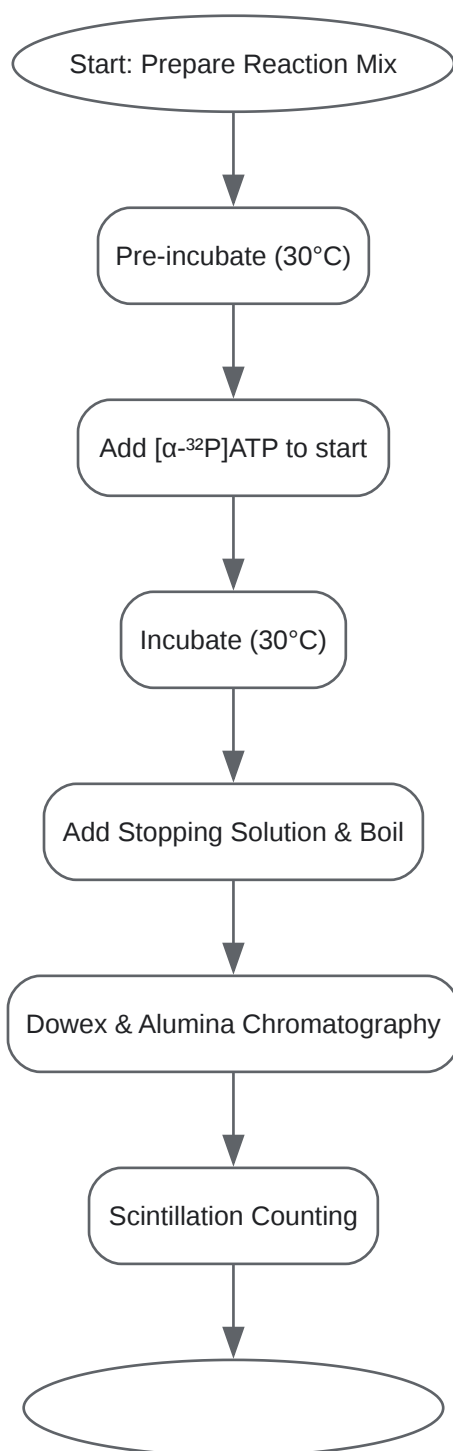 Start: Prepare Reaction Mix
Pre-incubate (30°C)
Add [α-³²P]ATP to start
Incubate (30°C)
Add Stopping Solution & Boil
Dowex & Alumina Chromatography
Scintillation Counting